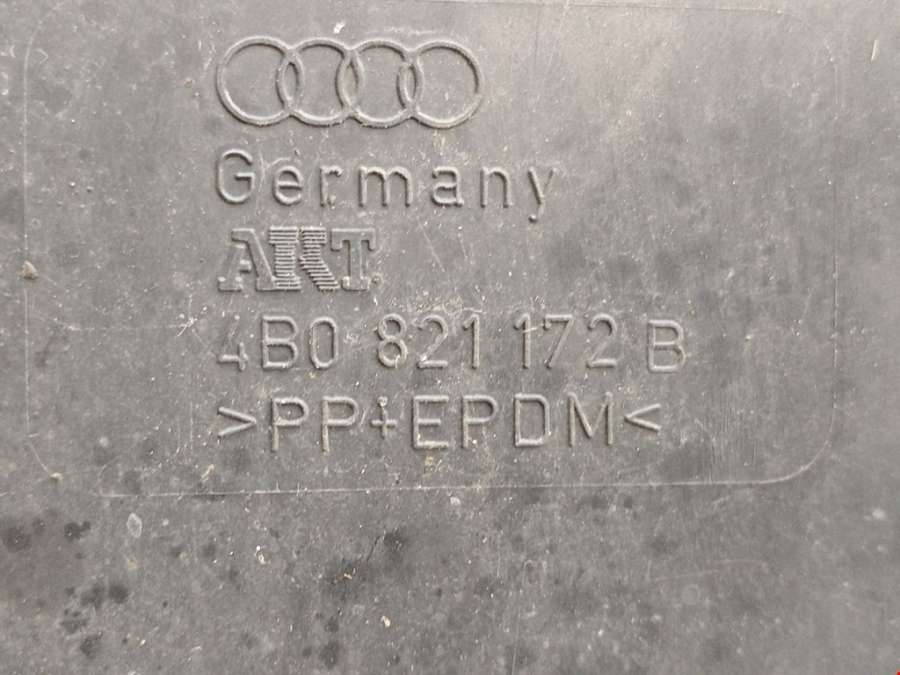 Germany
AKT.
4B0 821 172 B
>PP+EPDM<